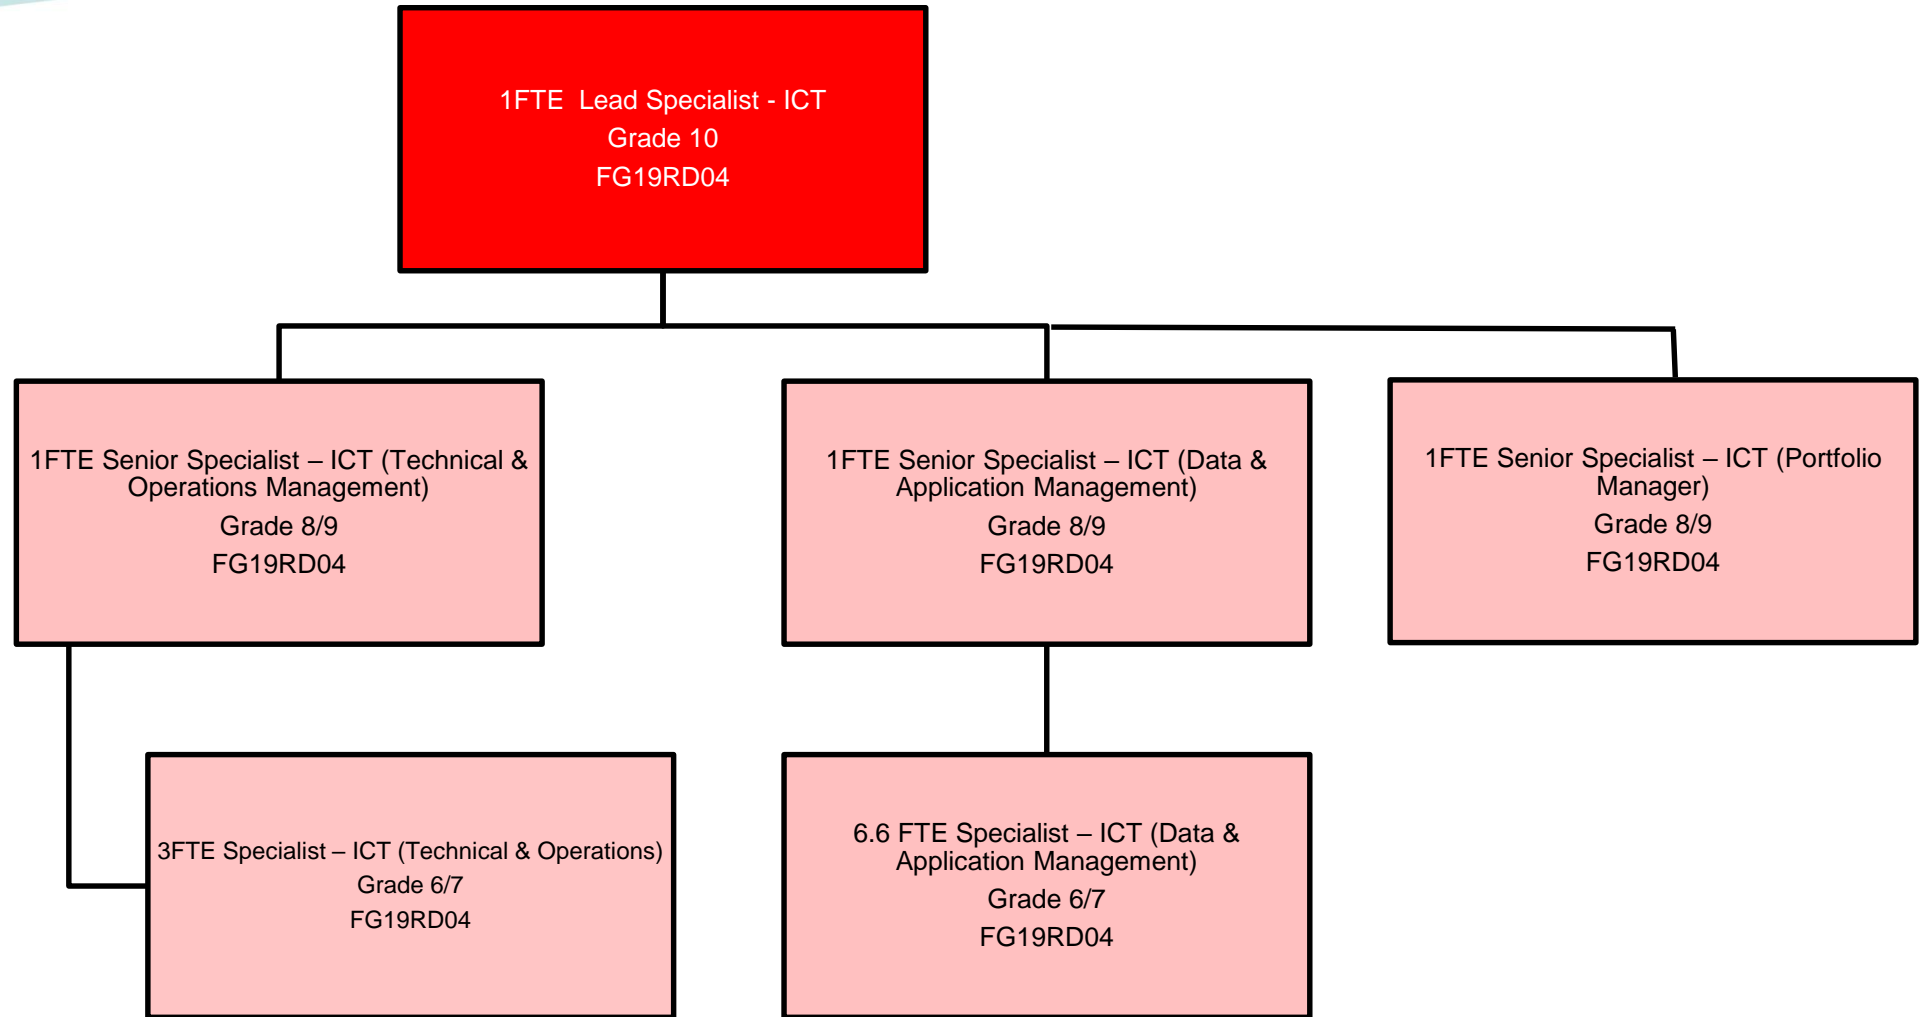 1FTE  Lead Specialist - ICT
Grade 10
FG19RD04
1FTE Senior Specialist – ICT (Technical &
Operations Management)
Grade 8/9
FG19RD04
1FTE Senior Specialist – ICT (Data &
Application Management)
Grade 8/9
FG19RD04
1FTE Senior Specialist – ICT (Portfolio
Manager)
Grade 8/9
FG19RD04
3FTE Specialist – ICT (Technical & Operations)
Grade 6/7
FG19RD04
6.6 FTE Specialist – ICT (Data &
Application Management)
Grade 6/7
FG19RD04